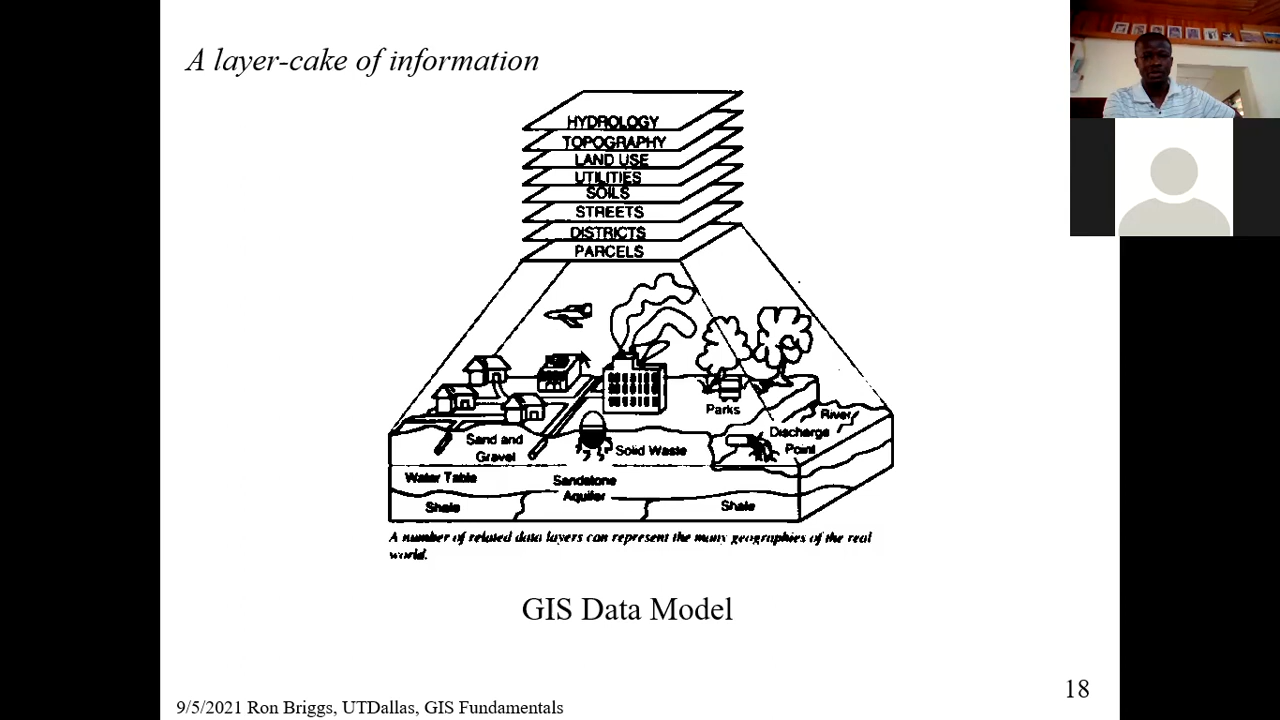 A layer-cake of information
HYDROLOGY
TOPOGRAPHY
LAND USE
UTILITIES
SOILS
STREETS
DISTRICTS
PARCELS
Parks
River
Discharge
Point
Sand and
Gravel
Solid Waste
Water Table
Sandstone
Aquifer
Shale
Shale
A number of related data layers can represent the many geographies of the real
world.
GIS Data Model
18
9/5/2021 Ron Briggs, UTDallas, GIS Fundamentals